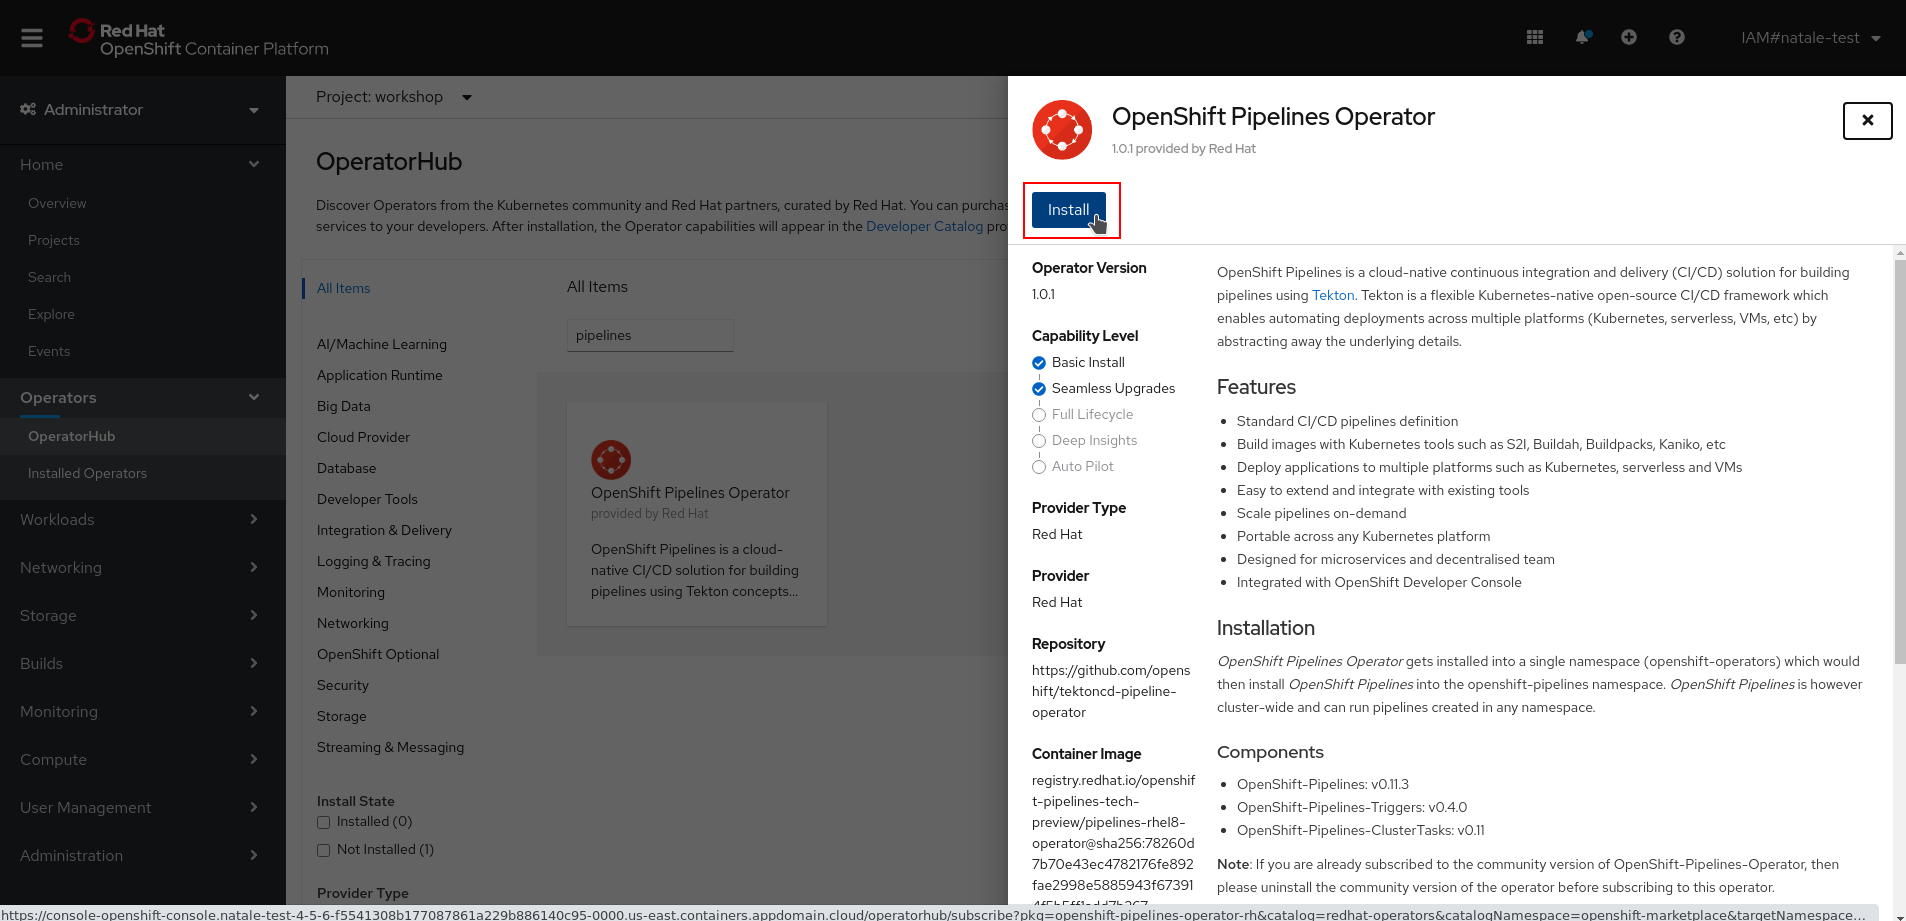 Red Hat
OpenShift Container Platform
IAM#natale-test
Administrator
Home
Overview
Projects
Search
Explore
Events
Operators
OperatorHub
Installed Operators
Workloads
Networking
Storage
Builds
Monitoring
Compute
User Management
Administration
Project: workshop
OperatorHub
Discover Operators from the Kubernetes community and Red Hat partners, curated by Red Hat. You can purchas
services to your developers. After installation, the Operator capabilities will appear in the Developer Catalog pro
All Items
AI/Machine Learning
Application Runtime
Big Data
Cloud Provider
Database
Developer Tools
Integration & Delivery
Logging & Tracing
Monitoring
Networking
OpenShift Optional
Security
Storage
Streaming & Messaging
Install State
Installed (0)
Not Installed (1)
Provider Type
All Items
pipelines
OpenShift Pipelines Operator
provided by Red Hat
OpenShift Pipelines is a cloud-
native CI/CD solution for building
pipelines using Tekton concepts...
OpenShift Pipelines Operator
1.0.1 provided by Red Hat
Install
Operator Version
1.0.1
Capability Level
Basic Install
Seamless Upgrades
Full Lifecycle
Deep Insights
Auto Pilot
Provider Type
Red Hat
Provider
Red Hat
Repository
https://github.com/opens
hift/tektoncd-pipeline-
operator
Container Image
registry.redhat.io/openshif
t-pipelines-tech-
preview/pipelines-rhel8-
operator@sha256:78260d
7b70e43ec4782176fe892
fae2998e5885943f67391
OpenShift Pipelines is a cloud-native continuous integration and delivery (CI/CD) solution for building
pipelines using Tekton. Tekton is a flexible Kubernetes-native open-source CI/CD framework which
enables automating deployments across multiple platforms (Kubernetes, serverless, VMs, etc) by
abstracting away the underlying details.
Features
Standard CI/CD pipelines definition
Build images with Kubernetes tools such as S2I, Buildah, Buildpacks, Kaniko, etc
Deploy applications to multiple platforms such as Kubernetes, serverless and VMs
Easy to extend and integrate with existing tools
Scale pipelines on-demand
Portable across any Kubernetes platform
Designed for microservices and decentralised team
Integrated with OpenShift Developer Console
Installation
OpenShift Pipelines Operator gets installed into a single namespace (openshift-operators) which would
then install OpenShift Pipelines into the openshift-pipelines namespace. OpenShift Pipelines is however
cluster-wide and can run pipelines created in any namespace.
Components
OpenShift-Pipelines: v0.11.3
OpenShift-Pipelines-Triggers: v0.4.0
OpenShift-Pipelines-ClusterTasks: v0.11
Note: If you are already subscribed to the community version of OpenShift-Pipelines-Operator, then
please uninstall the community version of the operator before subscribing to this operator.
https://console-openshift-console.natale-test-4-5-6-f5541308b177087861a229b886140c95-0000.us-east.containers.appdomain.cloud/operatorhub/subscribe?pkg=openshift-pipelines-operator-rh&catalog=redhat-operators&catalogNamespace=openshift-marketplace&targetNamespace...